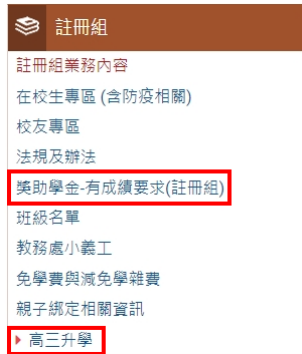 註冊組
註冊組業務內容
在校生專區 (含防疫相關)
校友專區
法規及辦法
獎助學金-有成績要求(註冊組)
班級名單
教務處小義工
免學費與減免學雜費
親子綁定相關資訊
高三升學